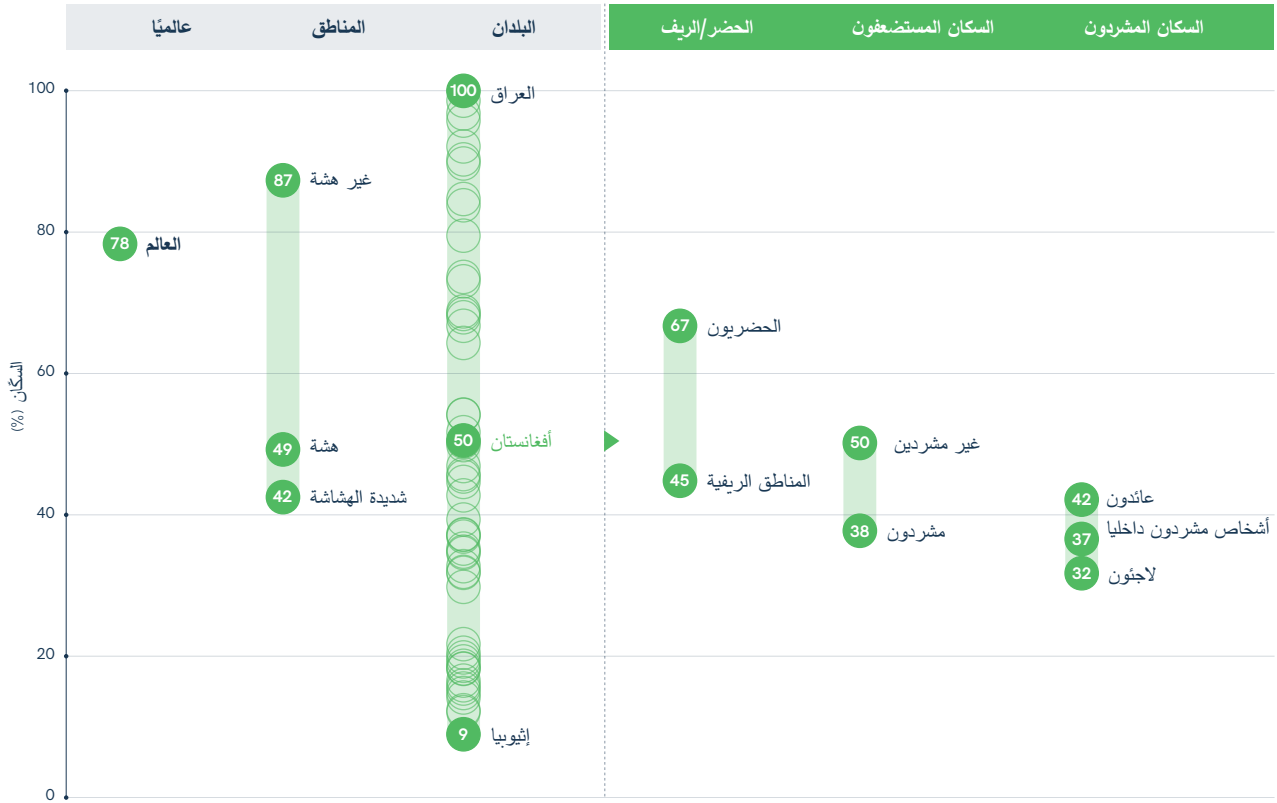 عالميًا
المناطق
البلدان
الحضر/الريف
السكان المستضعفون
السكان المشردون
السكّان (%)
100
80
60
40
20
0
78 العالم
87 غير هشة
49 هشة
42 شديدة الهشاشة
100 العراق
50 أفغانستان
9 إثيوبيا
67 الحضريون
45 المناطق الريفية
50 غير مشردين
38 مشردون
42 عائدون
37 أشخاص مشردون داخليا
32 لاجئون